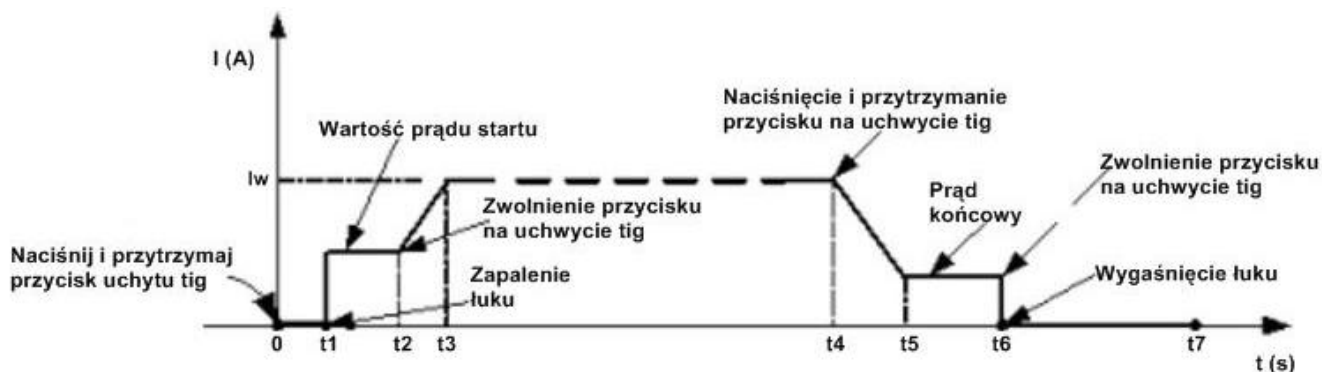 I (A)
Wartość prądu startu
Naciśnięcie i przytrzymanie
przycisku na uchwycie tig
Iw
Zwolnienie przycisku
na uchwycie tig
Prąd
końcowy
Zwolnienie przycisku
na uchwycie tig
Naciśnij i przytrzymaj
przycisk uchytu tig
Zapalenie
łuku
Wygaśnięcie łuku
0 t1 t2 t3 t4 t5 t6 t7
t (s)